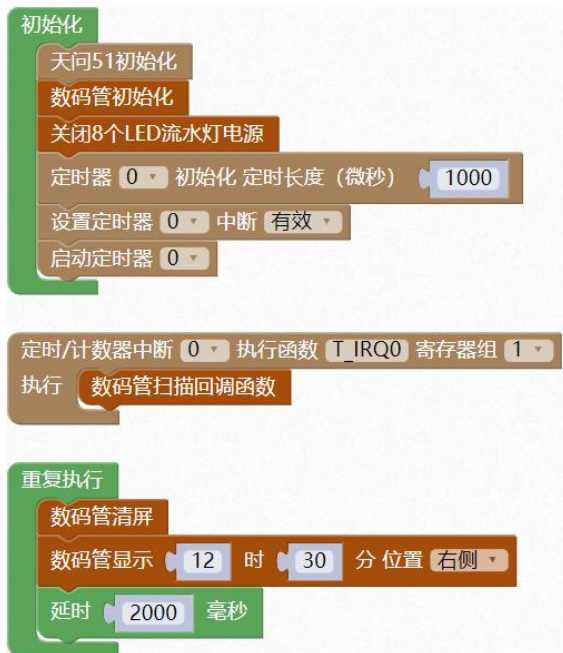 初始化
天问51初始化
数码管初始化
关闭8个LED流水灯电源
定时器 0 初始化 定时长度（微秒） 1000
设置定时器 0 中断 有效
启动定时器 0
定时/计数器中断 0 执行函数 T_IRQ0 寄存器组 1
执行 数码管扫描回调函数
重复执行
数码管清屏
数码管显示 12 时 30 分 位置 右侧
延时 2000 毫秒